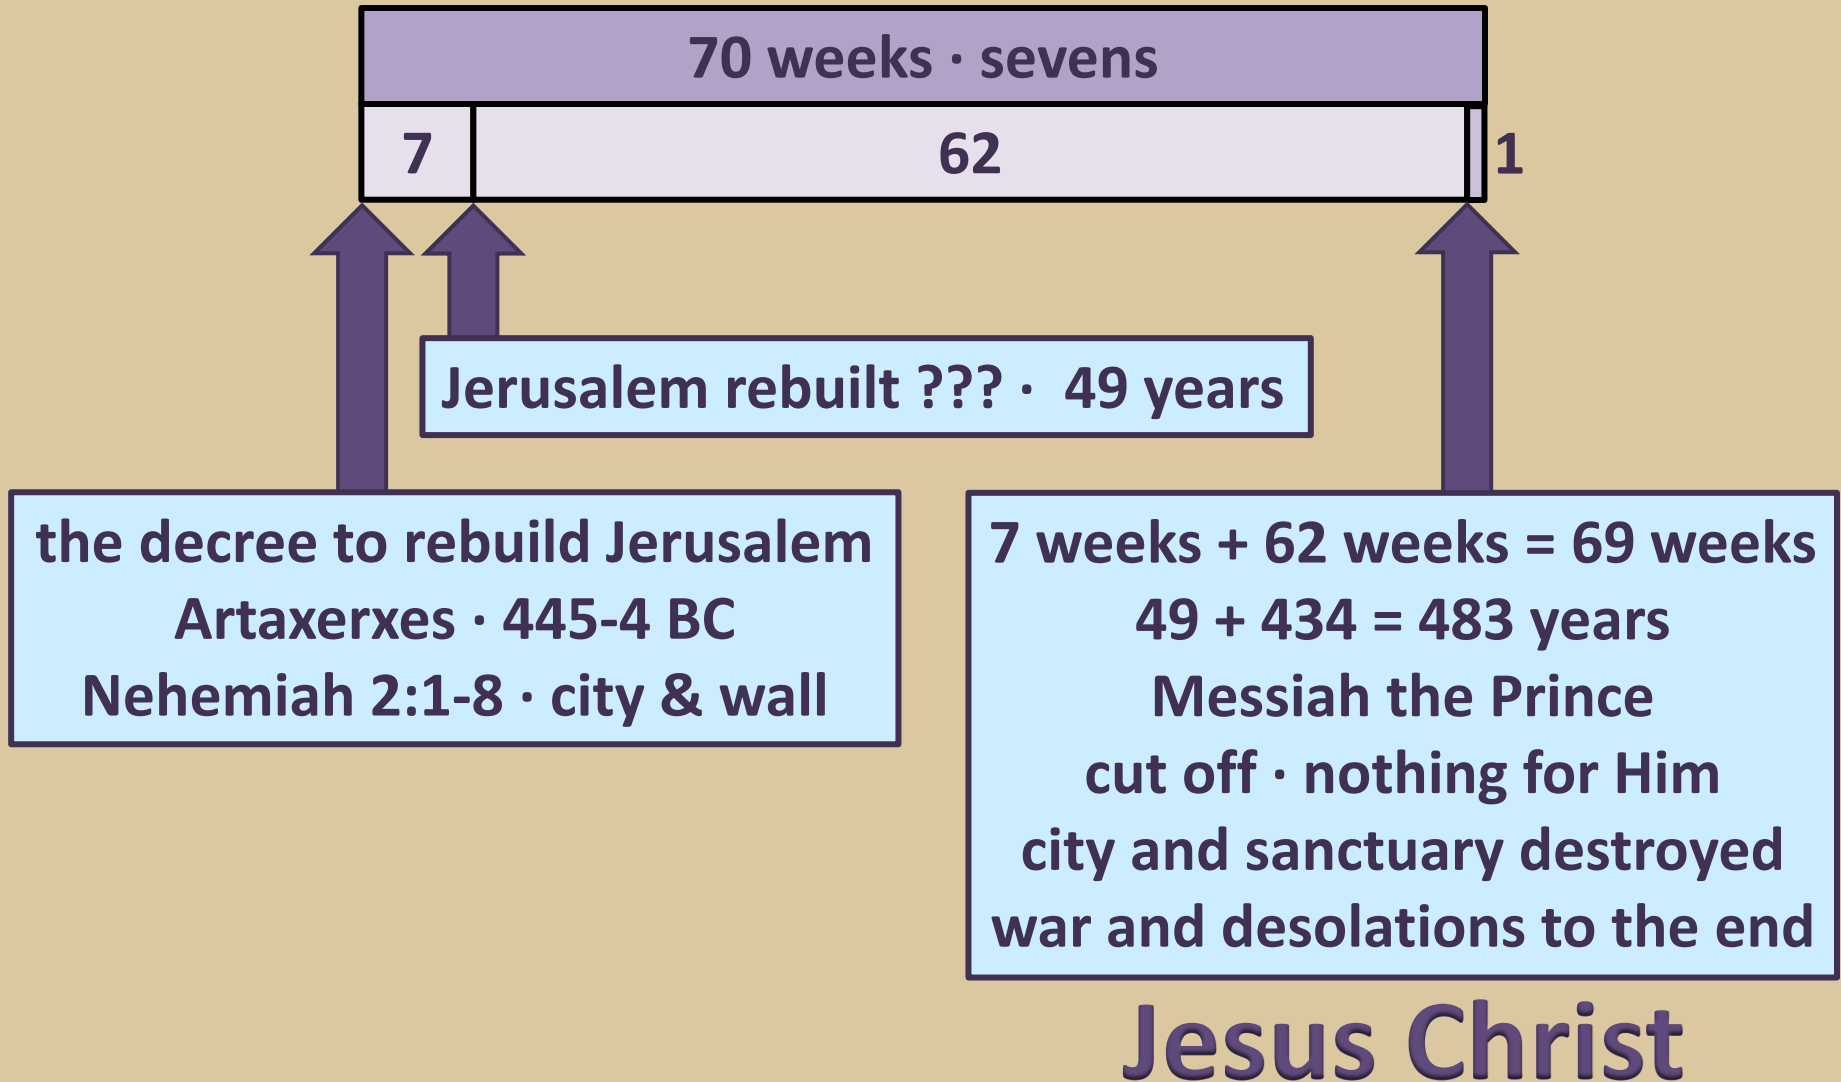 70 weeks · sevens
7
62
1
Jerusalem rebuilt ??? ·  49 years
the decree to rebuild Jerusalem
Artaxerxes · 445-4 BC
Nehemiah 2:1-8 · city & wall
7 weeks + 62 weeks = 69 weeks
49 + 434 = 483 years
Messiah the Prince
cut off · nothing for Him
city and sanctuary destroyed
war and desolations to the end
Jesus Christ